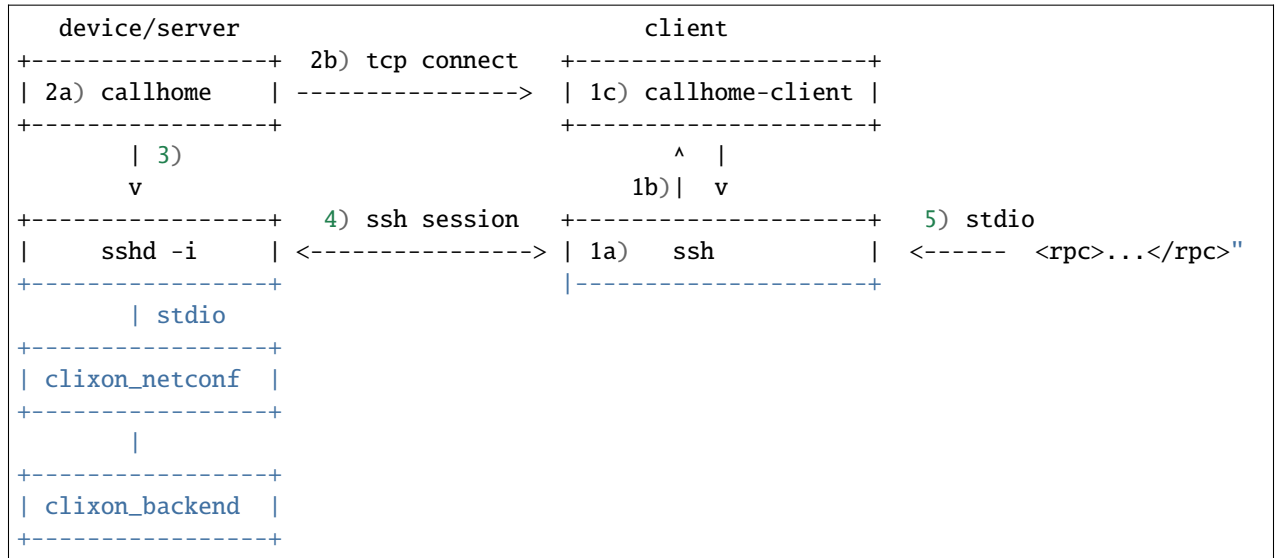 device/server                             client
+-----------------+  2b) tcp connect   +---------------------+
| 2a) callhome    | ---------------->  | 1c) callhome-client |
+-----------------+                    +---------------------+
        | 3)                                   ^  |
        v                                   1b)|  v
+-----------------+   4) ssh session   +---------------------+   5) stdio
|     sshd -i     | <----------------> | 1a)   ssh           |  <------  <rpc>...</rpc>"
+-----------------+                    |---------------------+
        | stdio
+-----------------+
| clixon_netconf  |
+-----------------+
        |
+-----------------+
| clixon_backend  |
+-----------------+